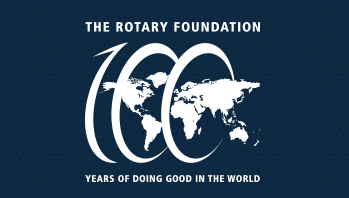 THE ROTARY FOUNDATION
100
YEARS OF DOING GOOD IN THE WORLD